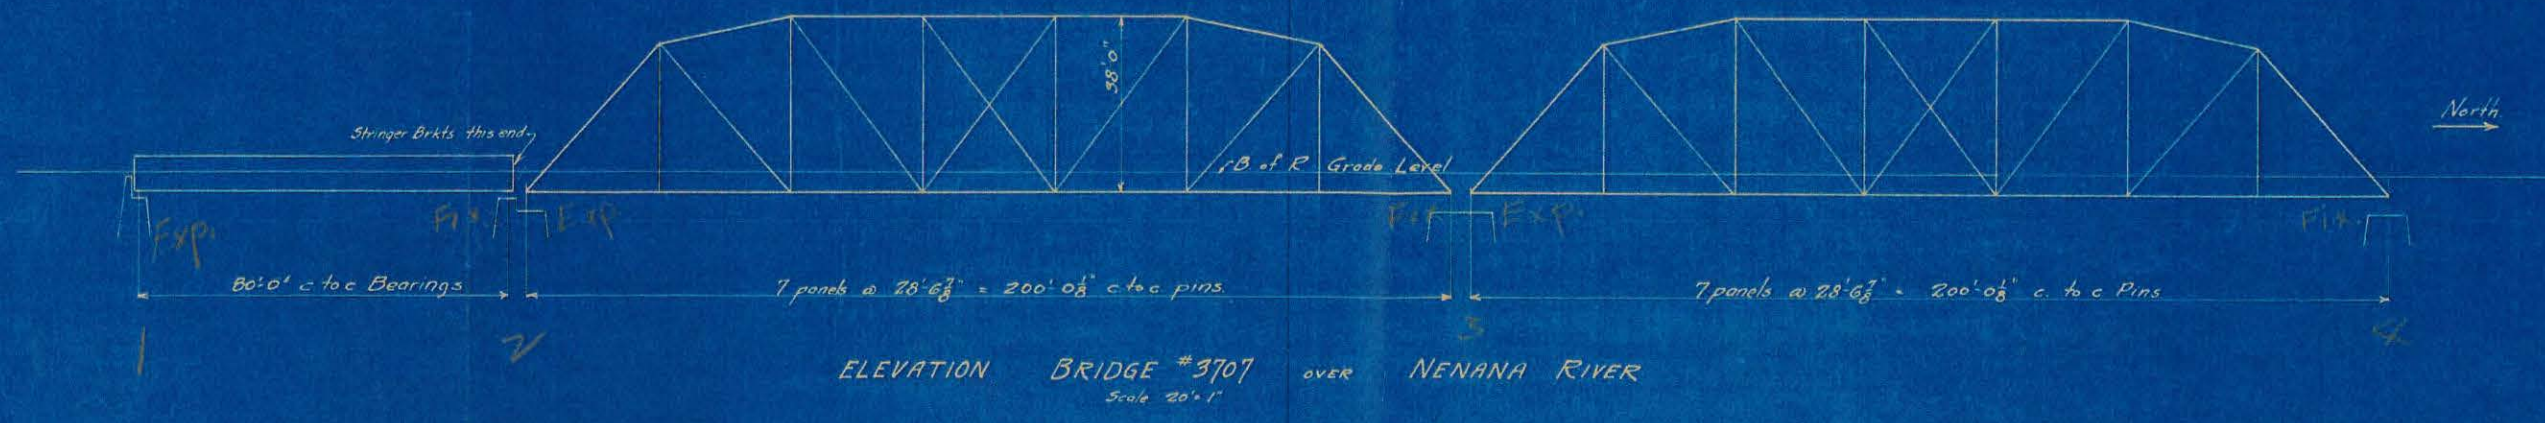 38'0"
North
Stringer Brkts this end
B. of R Grade Level
Exp.
Fix.
Exp.
Fix
Exp.
Fix.
80'-0" c to c Bearings
7 panels @ 28'-6⅞" = 200'-0⅛" c to c pins.
7 panels @ 28'-6⅞" = 200'-0⅛" c. to c Pins
1
2
3
4
ELEVATION BRIDGE #3707 OVER NENANA RIVER
Scale 20'=1"